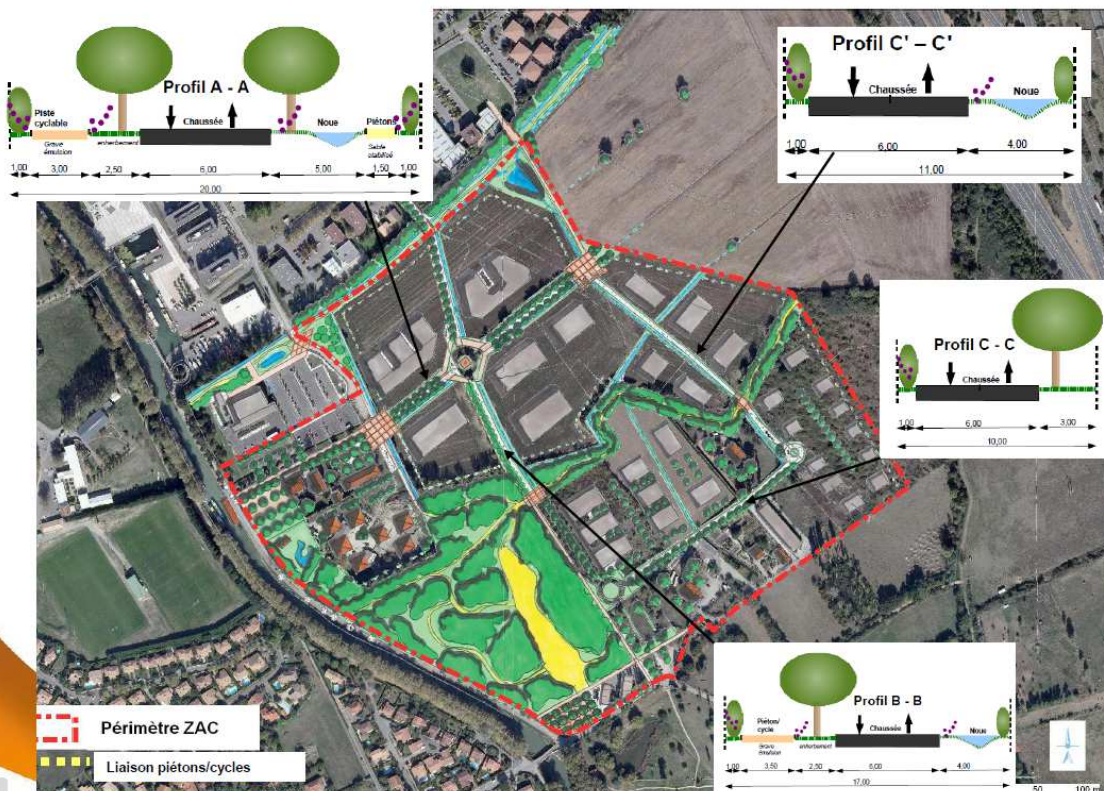 Profil A - A
Piste
cyclable
Chaussée
Noue
Piétons
Grave
émulsion
enherbement
Sable
stabilisé
1,00 3,00 2,50 6,00 5,00 1,50 1,00
20,00
Profil C' – C'
Chaussée
Noue
1,00 6,00 4,00
11,00
Profil C - C
Chaussée
1,00 6,00 3,00
10,00
Profil B - B
Piéton/
cycle
Chaussée
Noue
Grave
émulsion
enherbement
1,00 3,50 2,50 6,00 4,00
17,00
Périmètre ZAC
Liaison piétons/cycles
50 100 m